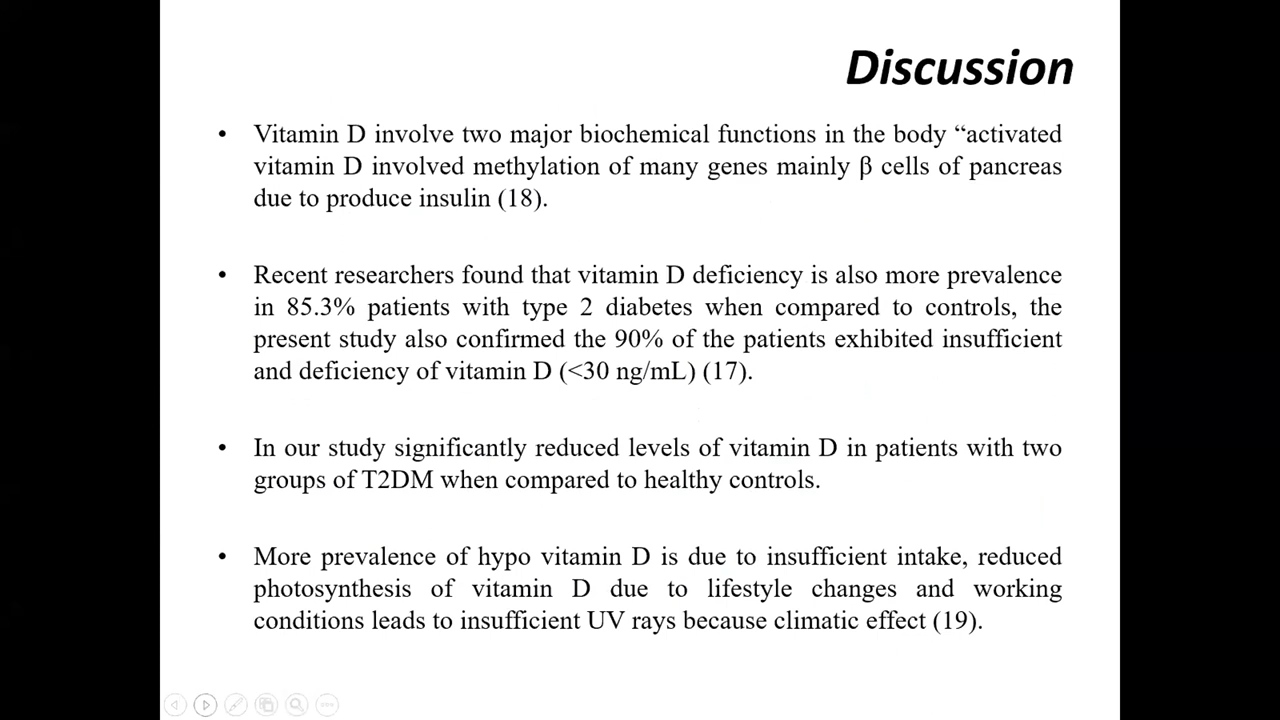 Discussion
• Vitamin D involve two major biochemical functions in the body “activated
vitamin D involved methylation of many genes mainly β cells of pancreas
due to produce insulin (18).
• Recent researchers found that vitamin D deficiency is also more prevalence
in 85.3% patients with type 2 diabetes when compared to controls, the
present study also confirmed the 90% of the patients exhibited insufficient
and deficiency of vitamin D (<30 ng/mL) (17).
• In our study significantly reduced levels of vitamin D in patients with two
groups of T2DM when compared to healthy controls.
• More prevalence of hypo vitamin D is due to insufficient intake, reduced
photosynthesis of vitamin D due to lifestyle changes and working
conditions leads to insufficient UV rays because climatic effect (19).